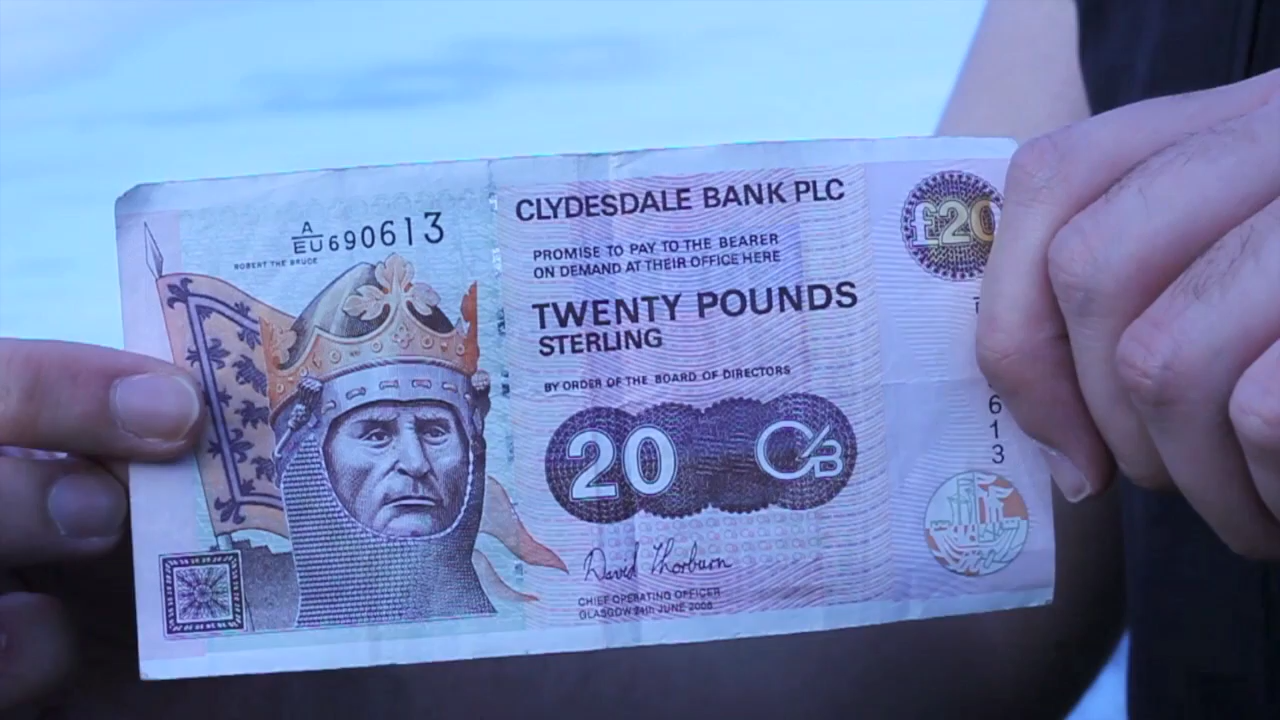 A
EU 690613
ROBERT THE BRUCE
CLYDESDALE BANK PLC
PROMISE TO PAY TO THE BEARER
ON DEMAND AT THEIR OFFICE HERE
TWENTY POUNDS
STERLING
BY ORDER OF THE BOARD OF DIRECTORS
20 CB
David Thorburn
CHIEF OPERATING OFFICER
GLASGOW 24th JUNE
£20
6
1
3